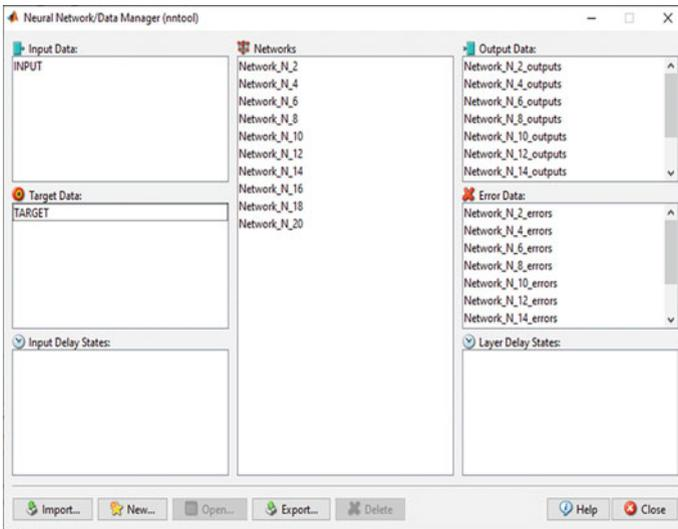 Neural Network/Data Manager (nntool)
Input Data:
INPUT
Target Data:
TARGET
Input Delay States:
Networks
Network_N_2
Network_N_4
Network_N_6
Network_N_8
Network_N_10
Network_N_12
Network_N_14
Network_N_16
Network_N_18
Network_N_20
Output Data:
Network_N_2_outputs
Network_N_4_outputs
Network_N_6_outputs
Network_N_8_outputs
Network_N_10_outputs
Network_N_12_outputs
Network_N_14_outputs
Error Data:
Network_N_2_errors
Network_N_4_errors
Network_N_6_errors
Network_N_8_errors
Network_N_10_errors
Network_N_12_errors
Network_N_14_errors
Layer Delay States:
Import... New... Open... Export... Delete Help Close